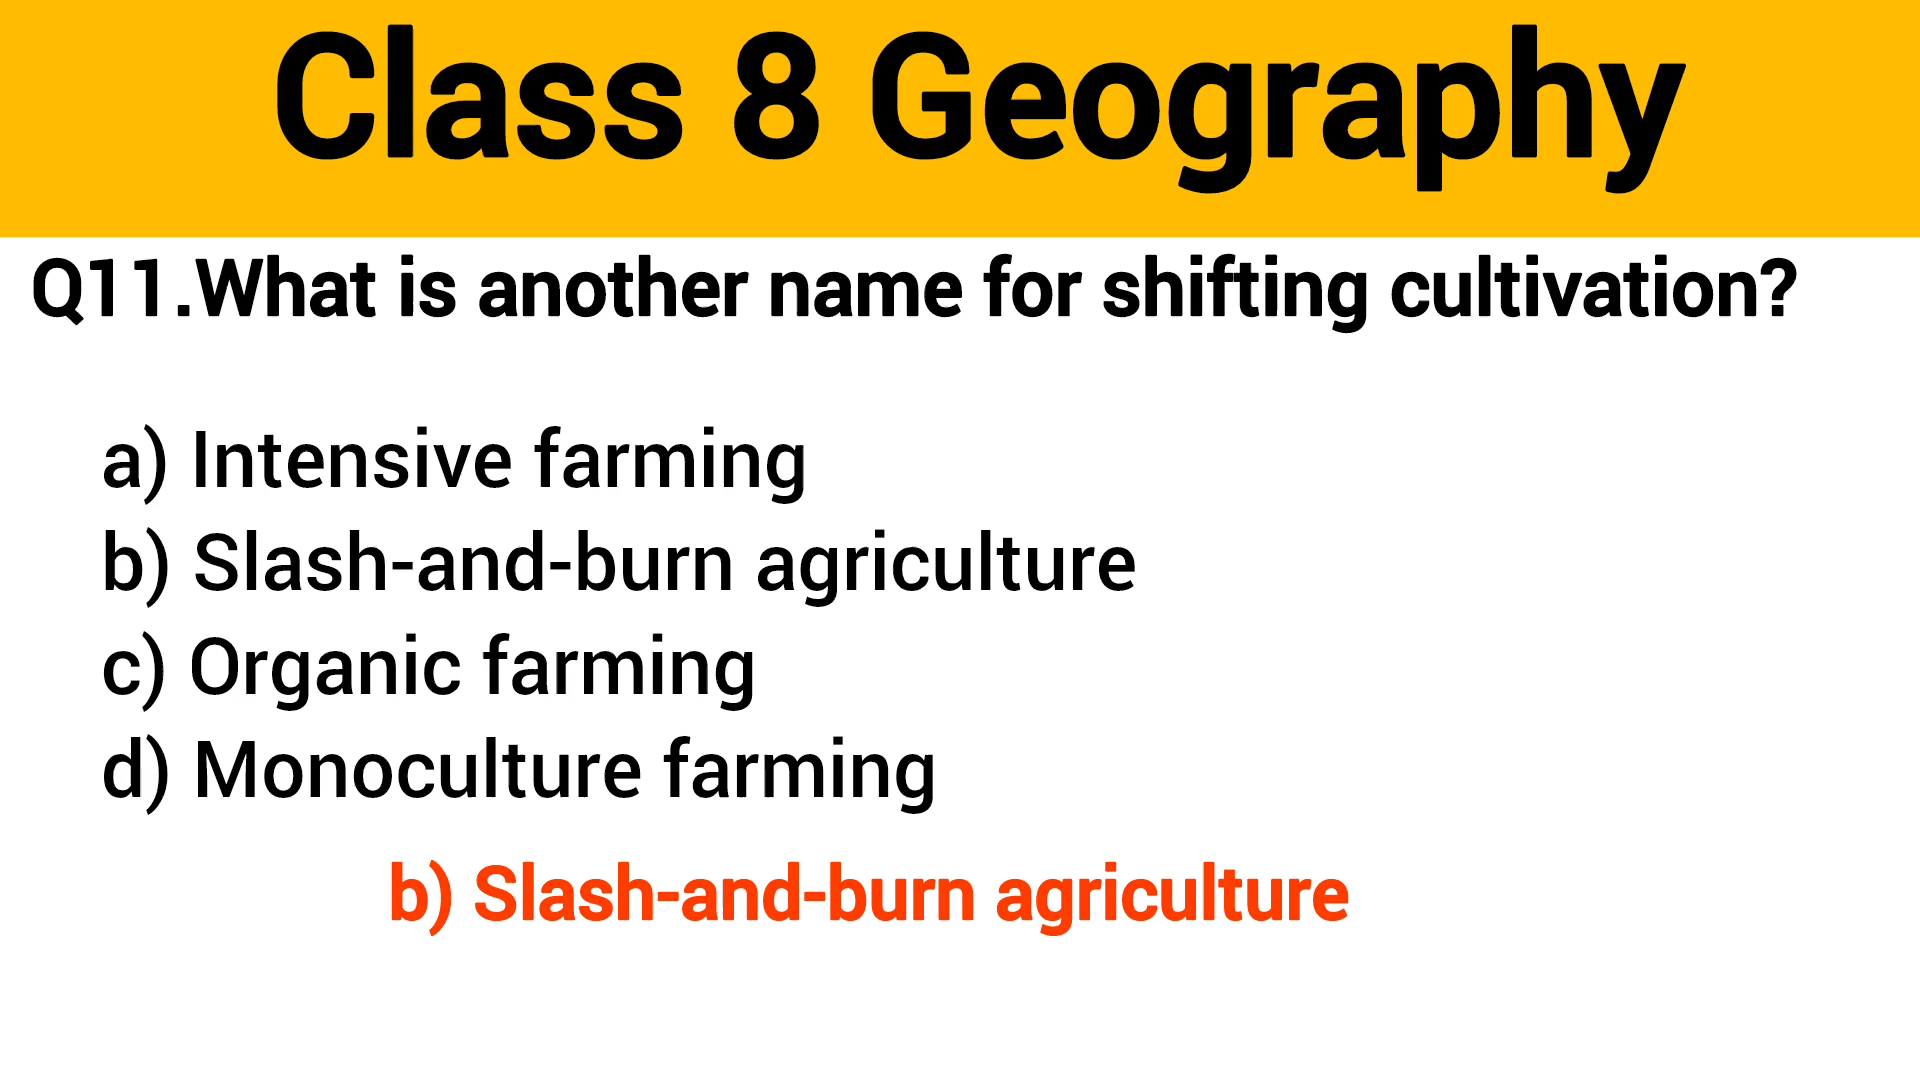 Class 8 Geography
Q11.What is another name for shifting cultivation?
a) Intensive farming
b) Slash-and-burn agriculture
c) Organic farming
d) Monoculture farming
b) Slash-and-burn agriculture